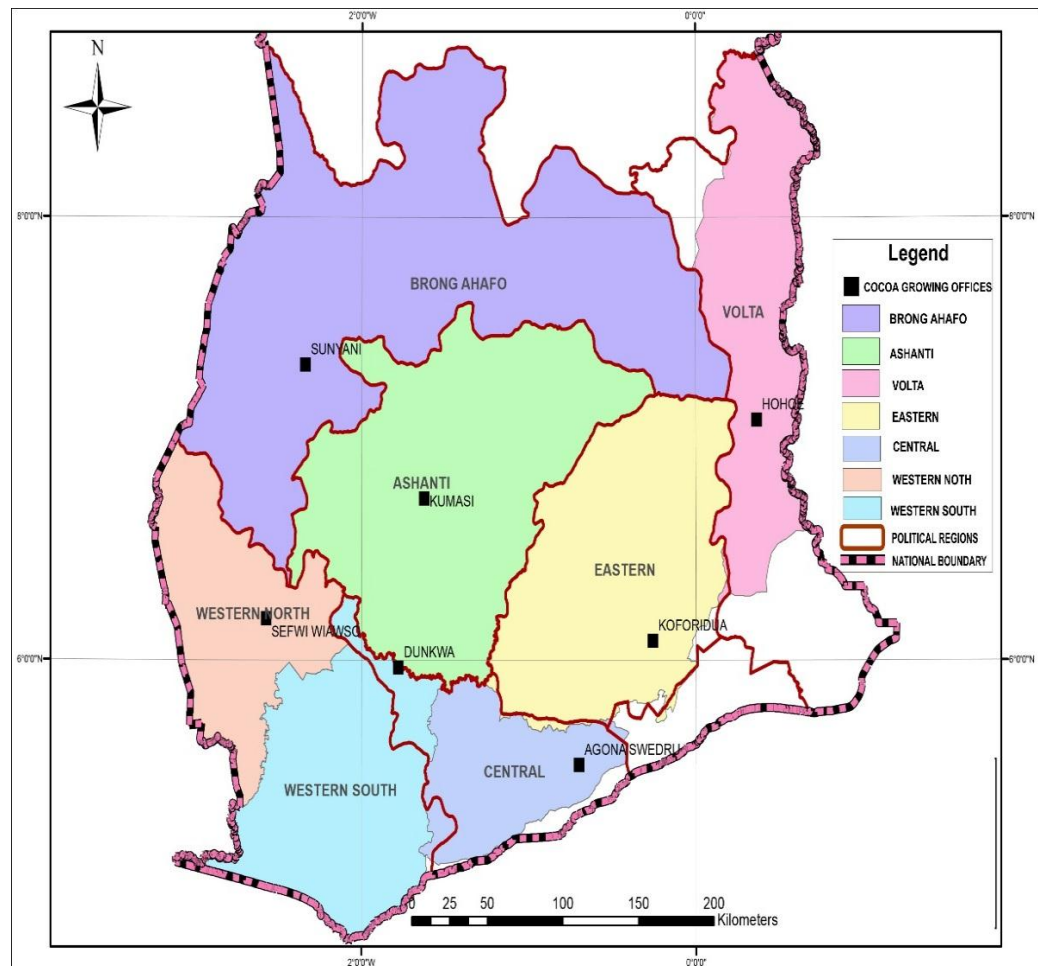 2°0'0"W
0°0'0"
N
8°0'0"N
8°0'0"N
BRONG AHAFO
VOLTA
SUNYANI
HOHOE
ASHANTI
KUMASI
EASTERN
WESTERN NORTH
SEFWI WIAWSO
KOFORIDUA
DUNKWA
6°0'0"N
6°0'0"N
AGONA SWEDRU
CENTRAL
WESTERN SOUTH
Legend
COCOA GROWING OFFICES
BRONG AHAFO
ASHANTI
VOLTA
EASTERN
CENTRAL
WESTERN NOTH
WESTERN SOUTH
POLITICAL REGIONS
NATIONAL BOUNDARY
0 25 50 100 150 200
Kilometers
2°0'0"W
0°0'0"